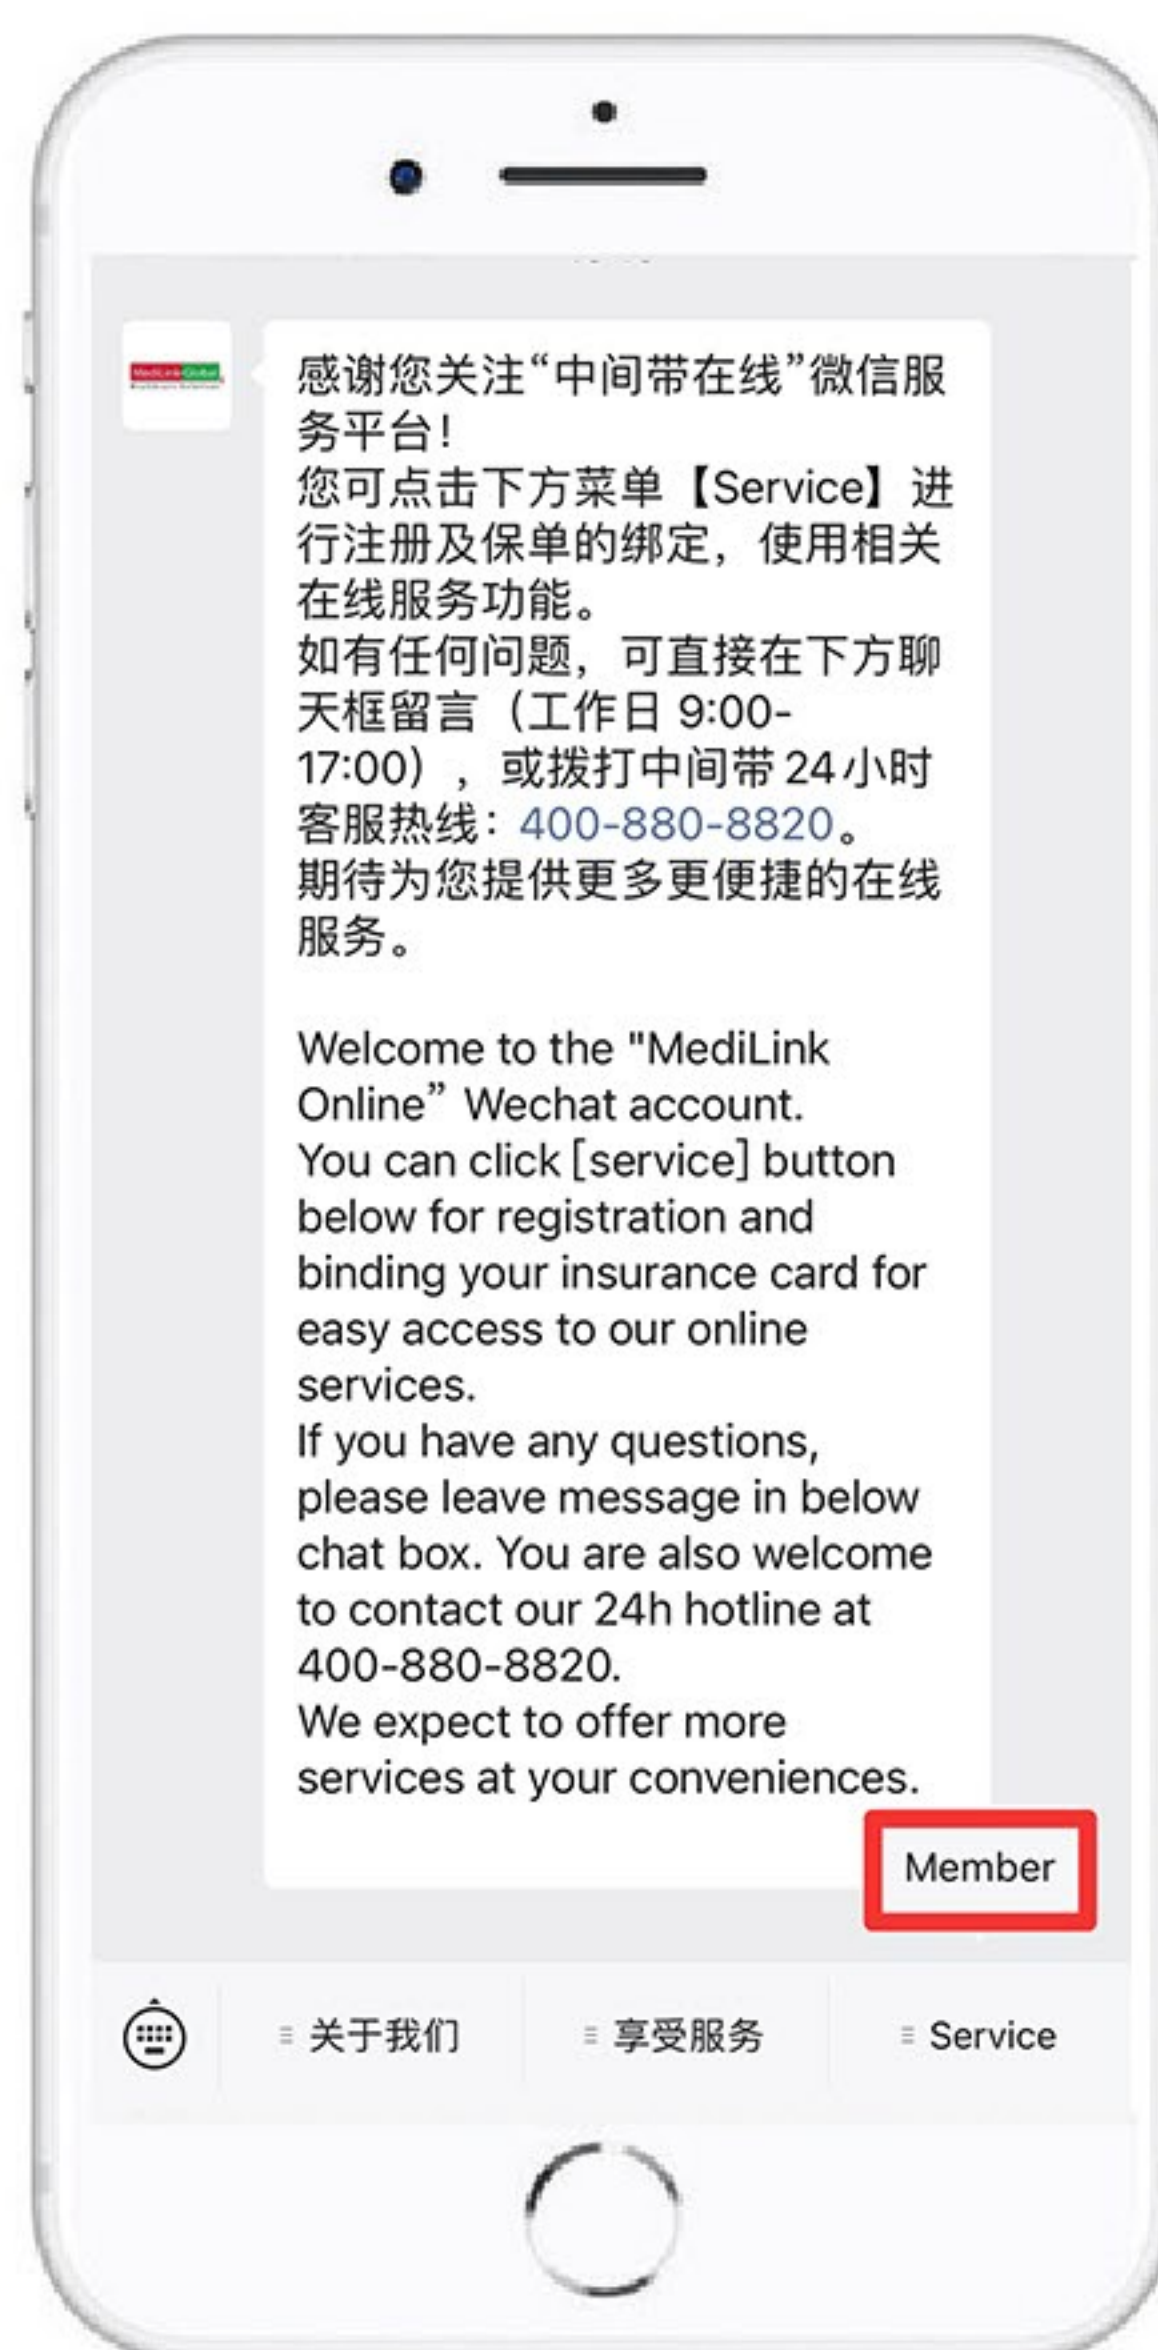 MediLink-Global
感谢您关注“中间带在线”微信服
务平台！
您可点击下方菜单【Service】进
行注册及保单的绑定，使用相关
在线服务功能。
如有任何问题，可直接在下方聊
天框留言（工作日 9:00-
17:00），或拨打中间带 24小时
客服热线：400-880-8820。
期待为您提供更多更便捷的在线
服务。
Welcome to the "MediLink
Online” Wechat account.
You can click [service] button
below for registration and
binding your insurance card for
easy access to our online
services.
If you have any questions,
please leave message in below
chat box. You are also welcome
to contact our 24h hotline at
400-880-8820.
We expect to offer more
services at your conveniences.
Member
关于我们
享受服务
Service